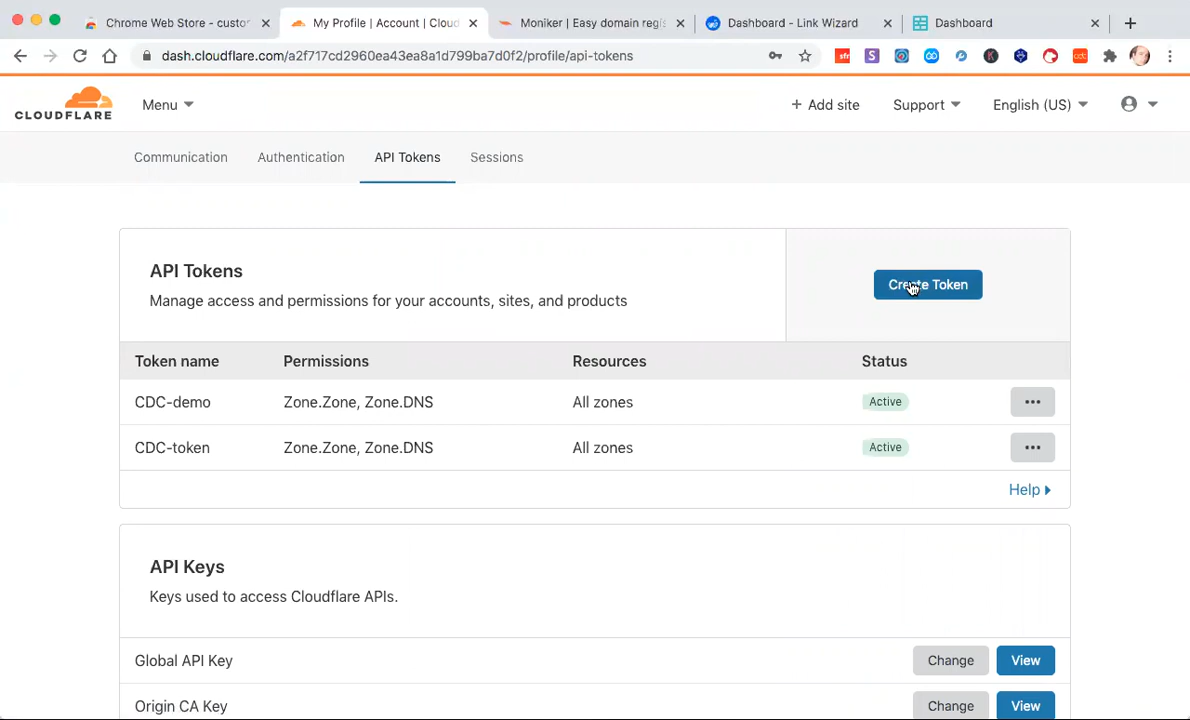 Chrome Web Store - custo
My Profile | Account | Cloud
Moniker | Easy domain regis
Dashboard - Link Wizard
Dashboard
dash.cloudflare.com/a2f717cd2960ea43ea8a1d799ba7d0f2/profile/api-tokens
sfr
S
K
cdc
CLOUDFLARE
Menu
+ Add site
Support
English (US)
Communication
Authentication
API Tokens
Sessions
API Tokens
Manage access and permissions for your accounts, sites, and products
Create Token
Token name Permissions Resources Status
CDC-demo Zone.Zone, Zone.DNS All zones Active ...
CDC-token Zone.Zone, Zone.DNS All zones Active ...
Help
API Keys
Keys used to access Cloudflare APIs.
Global API Key Change View
Origin CA Key Change View